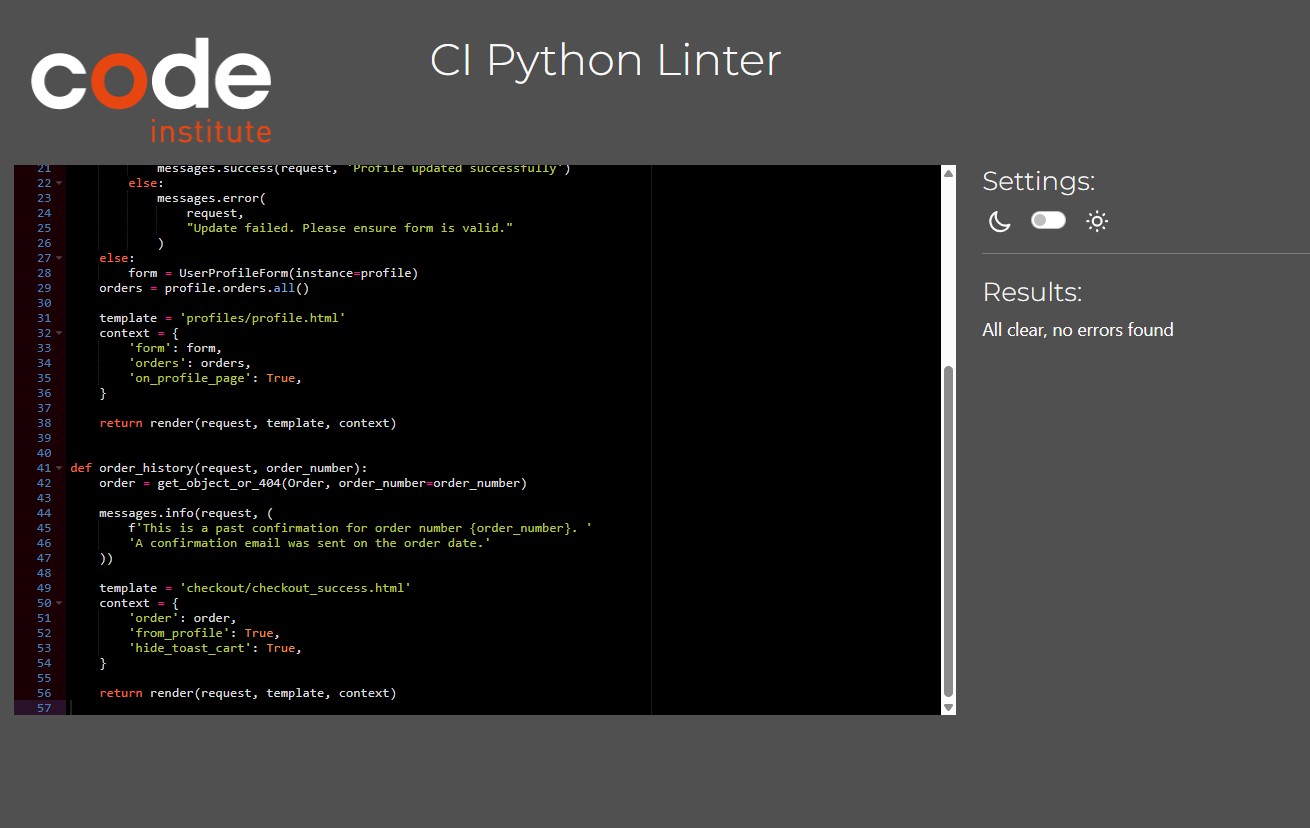 code
institute
CI Python Linter
21 messages.success(request, 'Profile updated successfully')
22 else:
23 messages.error(
24 request,
25 "Update failed. Please ensure form is valid."
26 )
27 else:
28 form = UserProfileForm(instance=profile)
29 orders = profile.orders.all()
30
31 template = 'profiles/profile.html'
32 context = {
33 'form': form,
34 'orders': orders,
35 'on_profile_page': True,
36 }
37
38 return render(request, template, context)
39
40
41 def order_history(request, order_number):
42 order = get_object_or_404(Order, order_number=order_number)
43
44 messages.info(request, (
45 f'This is a past confirmation for order number {order_number}. '
46 'A confirmation email was sent on the order date.'
47 ))
48
49 template = 'checkout/checkout_success.html'
50 context = {
51 'order': order,
52 'from_profile': True,
53 'hide_toast_cart': True,
54 }
55
56 return render(request, template, context)
57
Settings:
Results:
All clear, no errors found